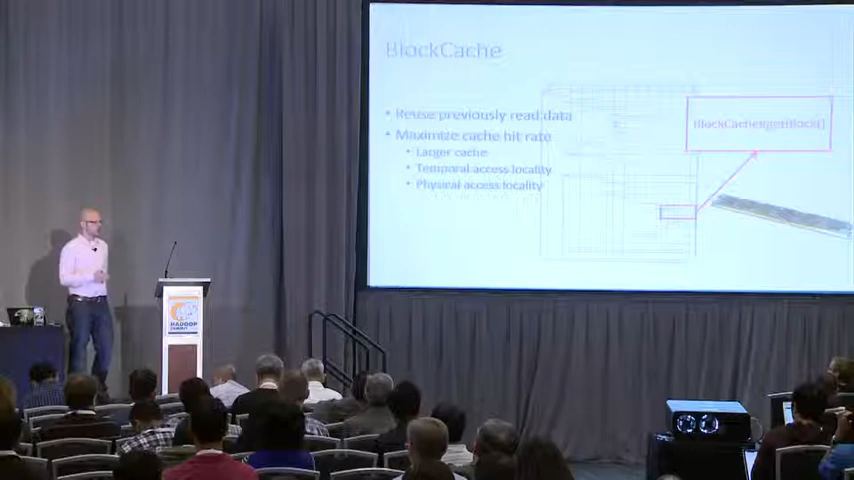 BlockCache
• Reuse previously read data
• Maximize cache hit rate
• Larger cache
• Temporal access locality
• Physical access locality
BlockCache#getBlock()
HADOOP
SUMMIT